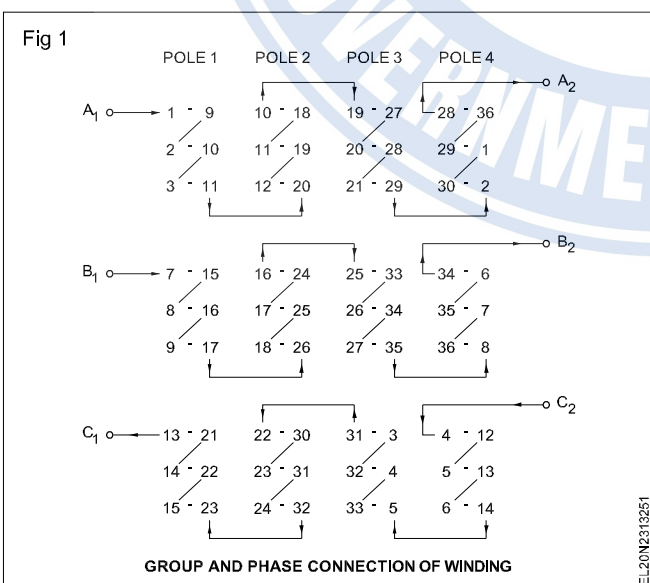 Fig 1
POLE 1 POLE 2 POLE 3 POLE 4
A1 1 - 9 10 - 18 19 - 27 28 - 36 A2
2 - 10 11 - 19 20 - 28 29 - 1
3 - 11 12 - 20 21 - 29 30 - 2
B1 7 - 15 16 - 24 25 - 33 34 - 6 B2
8 - 16 17 - 25 26 - 34 35 - 7
9 - 17 18 - 26 27 - 35 36 - 8
C1 13 - 21 22 - 30 31 - 3 4 - 12 C2
14 - 22 23 - 31 32 - 4 5 - 13
15 - 23 24 - 32 33 - 5 6 - 14
GROUP AND PHASE CONNECTION OF WINDING
EL20N2313251